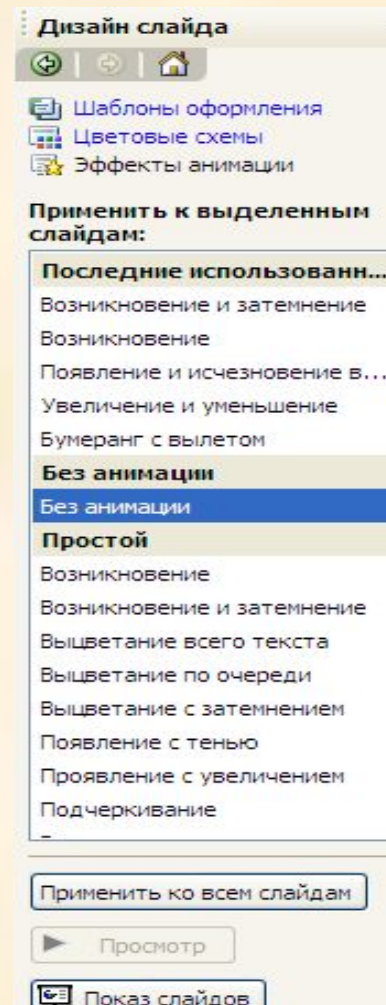 Дизайн слайда
Шаблоны оформления
Цветовые схемы
Эффекты анимации
Применить к выделенным
слайдам:
Последние использованн...
Возникновение и затемнение
Возникновение
Появление и исчезновение в...
Увеличение и уменьшение
Бумеранг с вылетом
Без анимации
Без анимации
Простой
Возникновение
Возникновение и затемнение
Выцветание всего текста
Выцветание по очереди
Выцветание с затемнением
Появление с тенью
Проявление с увеличением
Подчеркивание
Применить ко всем слайдам
Просмотр
Показ слайдов